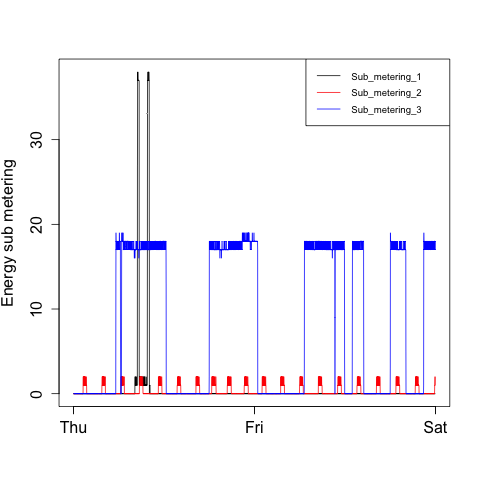 Sub_metering_1
Sub_metering_2
Sub_metering_3
Energy sub metering
30
20
10
0
Thu Fri Sat